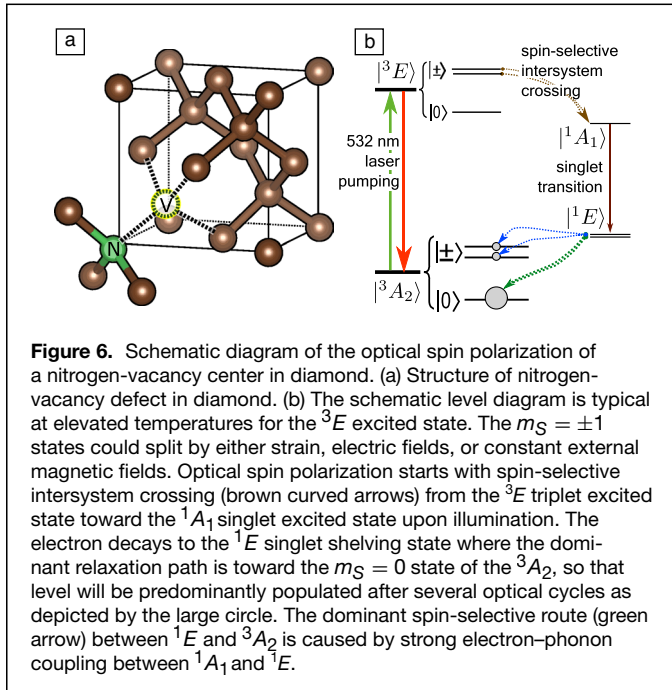 a
b
V
N
|³E⟩
|±⟩
|0⟩
spin-selective
intersystem
crossing
532 nm
laser
pumping
|¹A₁⟩
singlet
transition
|¹E⟩
|³A₂⟩
|±⟩
|0⟩
Figure 6. Schematic diagram of the optical spin polarization of
a nitrogen-vacancy center in diamond. (a) Structure of nitrogen-
vacancy defect in diamond. (b) The schematic level diagram is typical
at elevated temperatures for the ³E excited state. The m_S = ±1
states could split by either strain, electric fields, or constant external
magnetic fields. Optical spin polarization starts with spin-selective
intersystem crossing (brown curved arrows) from the ³E triplet excited
state toward the ¹A₁ singlet excited state upon illumination. The
electron decays to the ¹E singlet shelving state where the domi-
nant relaxation path is toward the m_S = 0 state of the ³A₂, so that
level will be predominantly populated after several optical cycles as
depicted by the large circle. The dominant spin-selective route (green
arrow) between ¹E and ³A₂ is caused by strong electron–phonon
coupling between ¹A₁ and ¹E.